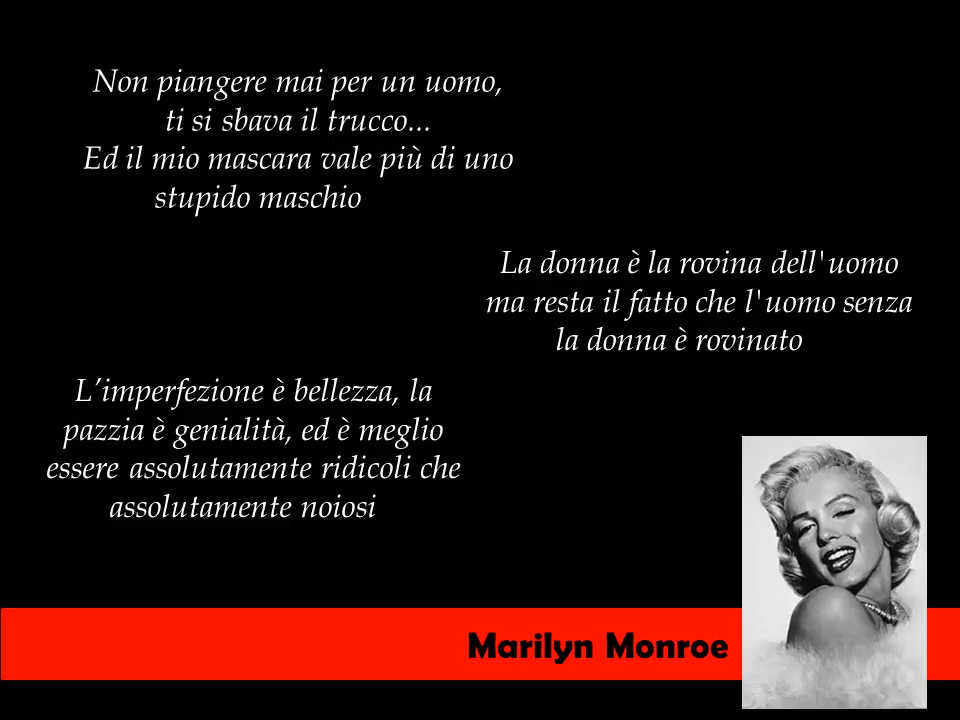 Non piangere mai per un uomo,
ti si sbava il trucco...
Ed il mio mascara vale più di uno
stupido maschio
La donna è la rovina dell'uomo
ma resta il fatto che l'uomo senza
la donna è rovinato
L’imperfezione è bellezza, la
pazzia è genialità, ed è meglio
essere assolutamente ridicoli che
assolutamente noiosi
Marilyn Monroe